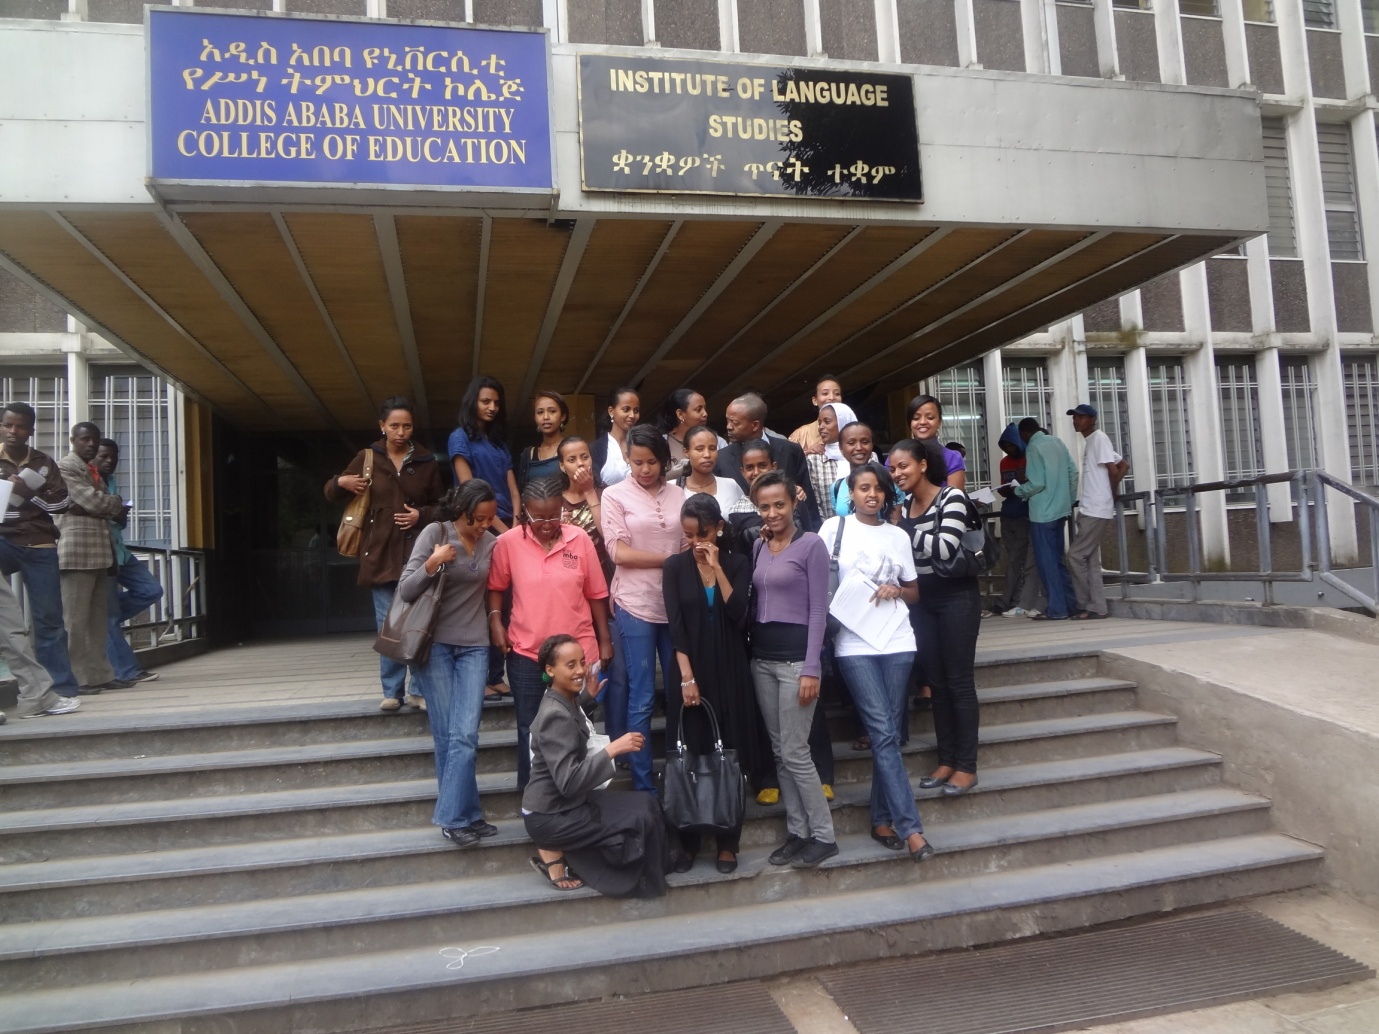 አዲስ አበባ ዩኒቨርሲቲ
የሥነ ትምህርት ኮሌጅ
ADDIS ABABA UNIVERSITY
COLLEGE OF EDUCATION
INSTITUTE OF LANGUAGE
STUDIES
ቋንቋዎች ጥናት ተቋም
mba